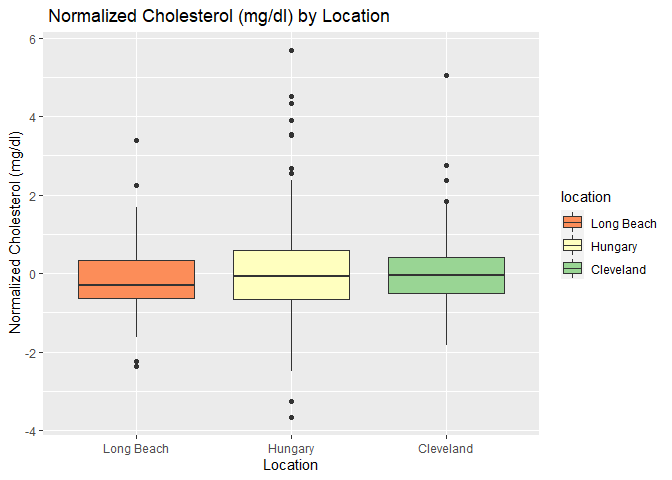 Normalized Cholesterol (mg/dl) by Location
Normalized Cholesterol (mg/dl)
6
4
2
0
-2
-4
Long Beach
Hungary
Cleveland
Location
location
Long Beach
Hungary
Cleveland